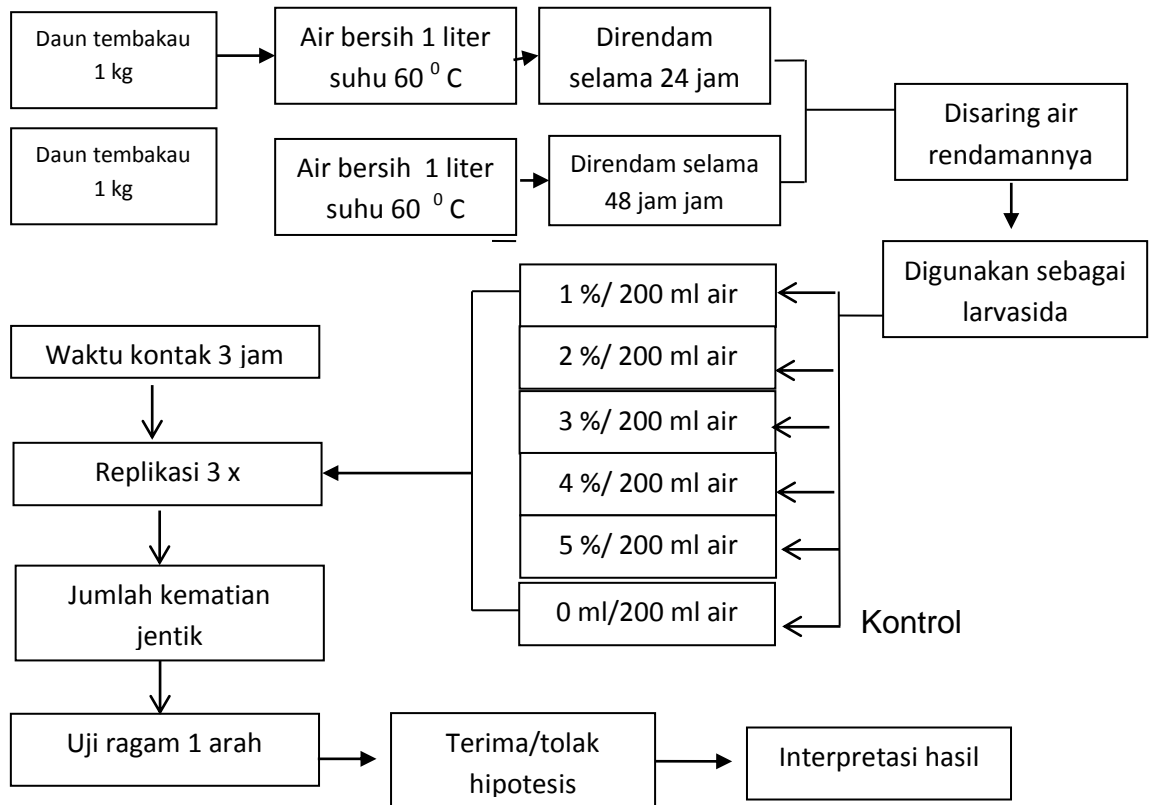 Daun tembakau
1 kg
Air bersih 1 liter
suhu 60 ⁰ C
Direndam
selama 24 jam
Daun tembakau
1 kg
Air bersih 1 liter
suhu 60 ⁰ C
Direndam selama
48 jam jam
Disaring air
rendamannya
Digunakan sebagai
larvasida
1 %/ 200 ml air
2 %/ 200 ml air
3 %/ 200 ml air
4 %/ 200 ml air
5 %/ 200 ml air
0 ml/200 ml air
Kontrol
Waktu kontak 3 jam
Replikasi 3 x
Jumlah kematian
jentik
Uji ragam 1 arah
Terima/tolak
hipotesis
Interpretasi hasil